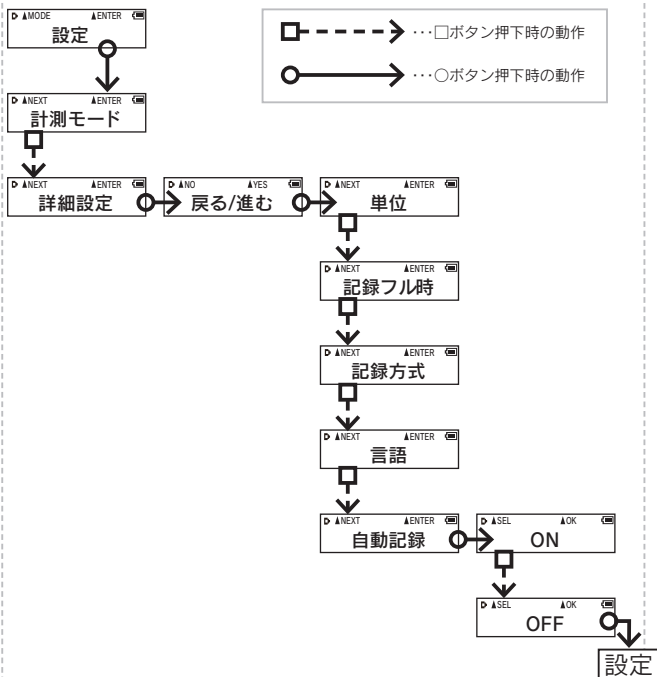 ▲MODE ▲ENTER
設定
□ボタン押下時の動作
○ボタン押下時の動作
▲NEXT ▲ENTER
計測モード
▲NEXT ▲ENTER
詳細設定
▲NO ▲YES
戻る/進む
▲NEXT ▲ENTER
単位
▲NEXT ▲ENTER
記録フル時
▲NEXT ▲ENTER
記録方式
▲NEXT ▲ENTER
言語
▲NEXT ▲ENTER
自動記録
▲SEL ▲OK
ON
▲SEL ▲OK
OFF
設定